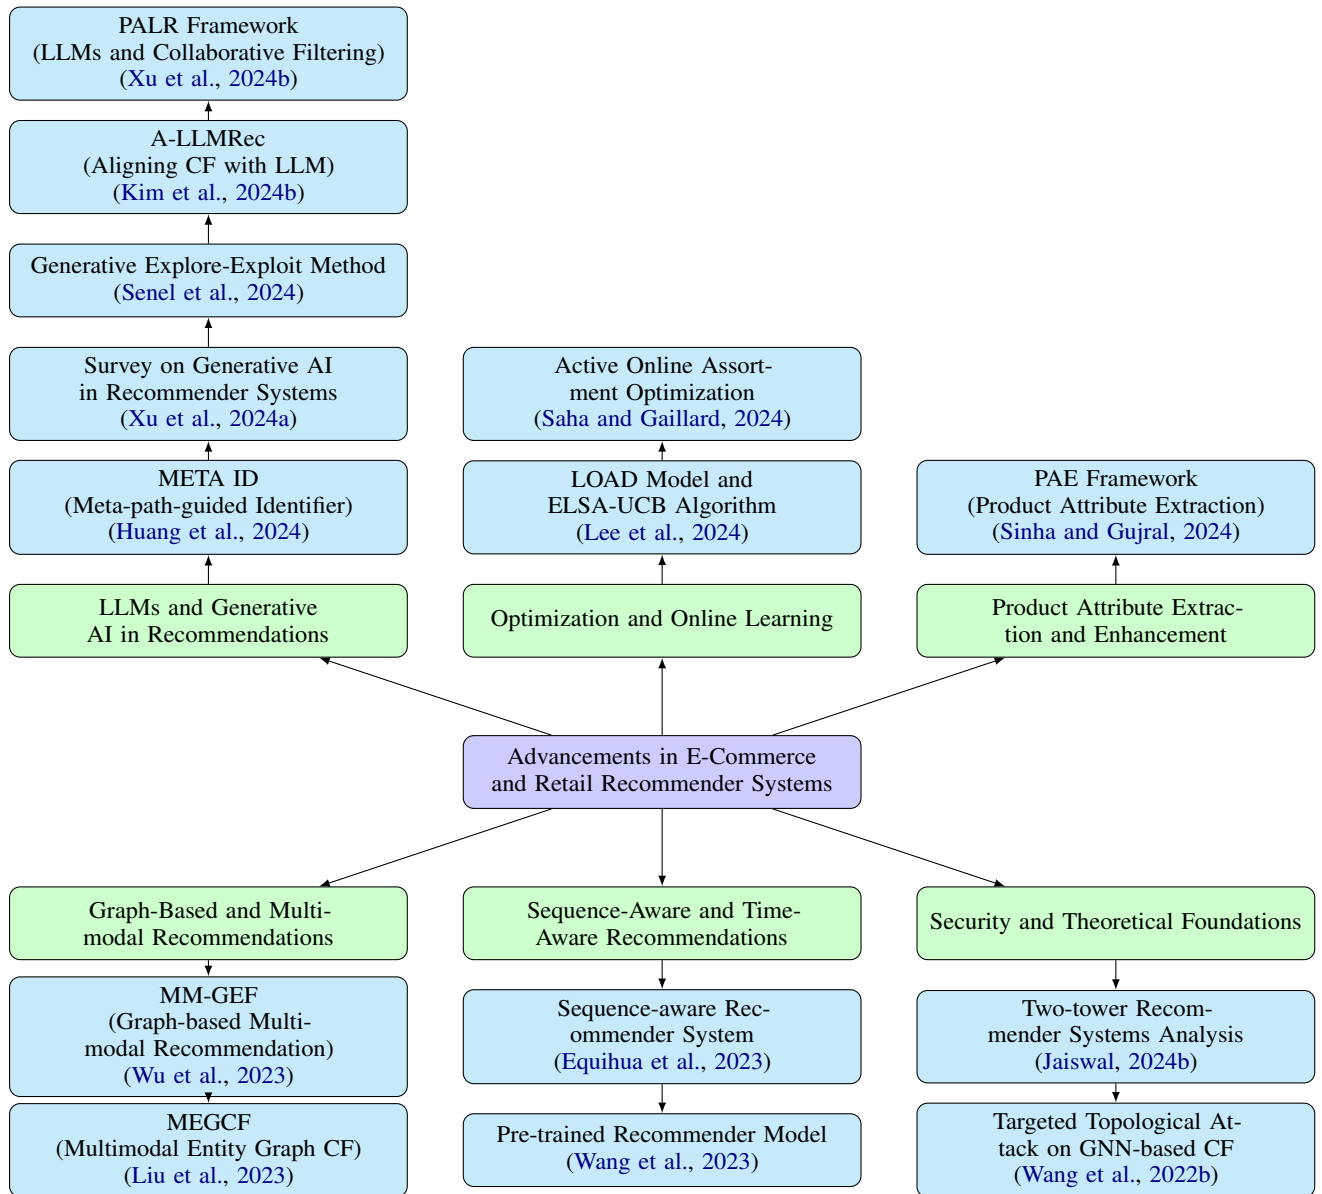 PALR Framework
(LLMs and Collaborative Filtering)
(Xu et al., 2024b)
A-LLMRec
(Aligning CF with LLM)
(Kim et al., 2024b)
Generative Explore-Exploit Method
(Senel et al., 2024)
Survey on Generative AI
in Recommender Systems
(Xu et al., 2024a)
Active Online Assort-
ment Optimization
(Saha and Gaillard, 2024)
META ID
(Meta-path-guided Identifier)
(Huang et al., 2024)
LOAD Model and
ELSA-UCB Algorithm
(Lee et al., 2024)
PAE Framework
(Product Attribute Extraction)
(Sinha and Gujral, 2024)
LLMs and Generative
AI in Recommendations
Optimization and Online Learning
Product Attribute Extrac-
tion and Enhancement
Advancements in E-Commerce
and Retail Recommender Systems
Graph-Based and Multi-
modal Recommendations
Sequence-Aware and Time-
Aware Recommendations
Security and Theoretical Foundations
MM-GEF
(Graph-based Multi-
modal Recommendation)
(Wu et al., 2023)
Sequence-aware Rec-
ommender System
(Equihua et al., 2023)
Two-tower Recom-
mender Systems Analysis
(Jaiswal, 2024b)
MEGCF
(Multimodal Entity Graph CF)
(Liu et al., 2023)
Pre-trained Recommender Model
(Wang et al., 2023)
Targeted Topological At-
tack on GNN-based CF
(Wang et al., 2022b)